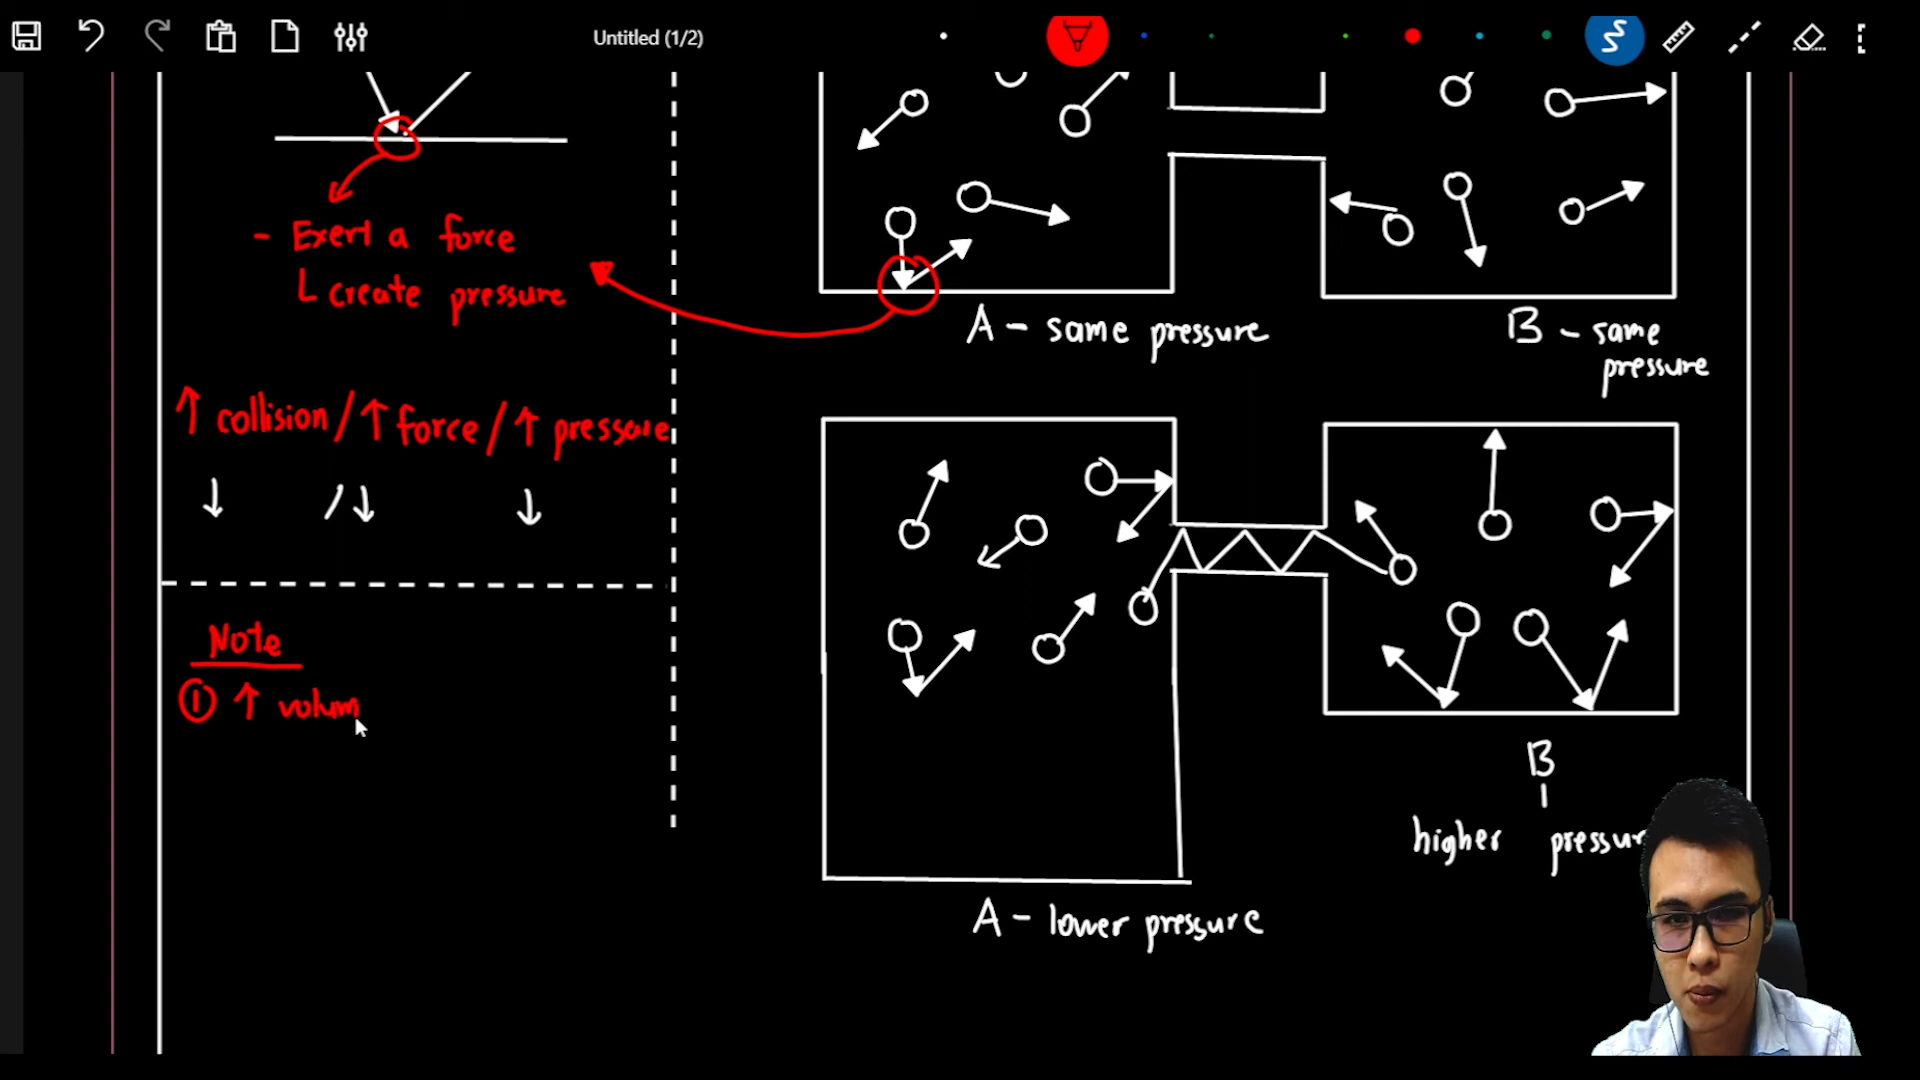 Untitled (1/2)
- Exert a force
L create pressure
A - same pressure
B - same
pressure
↑ collision / ↑ force / ↑ pressure
↓ / ↓ ↓
Note
① ↑ volum
B
higher pressur
A - lower pressure